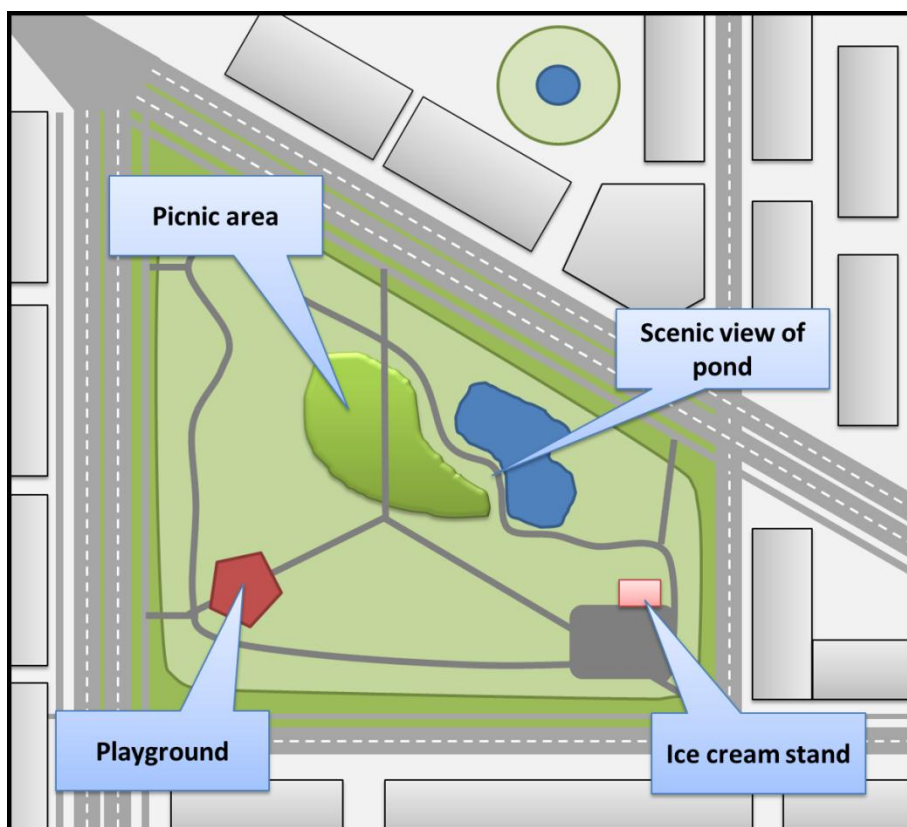 Picnic area
Scenic view of
pond
Playground
Ice cream stand